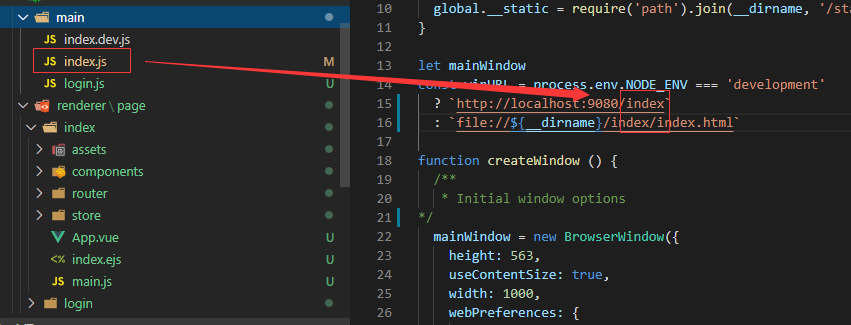 main
index.dev.js
JS index.js M
JS login.js U
renderer \ page
index
assets
components
router
store
App.vue U
index.ejs U
JS main.js U
login
10 global.__static = require('path').join(__dirname, '/sta
11 }
12
13 let mainWindow
14 const winURL = process.env.NODE_ENV === 'development'
15 ? `http://localhost:9080/index`
16 : `file://${__dirname}/index/index.html`
17
18 function createWindow () {
19 /**
20 * Initial window options
21 */
22 mainWindow = new BrowserWindow({
23 height: 563,
24 useContentSize: true,
25 width: 1000,
26 webPreferences: {